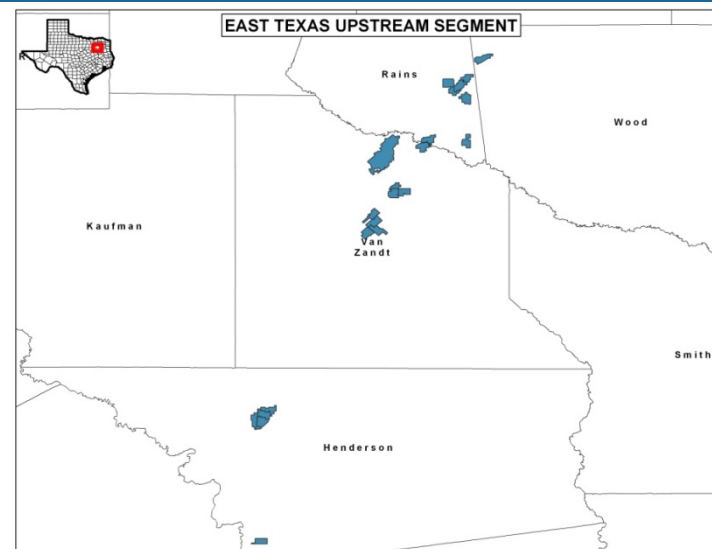 EAST TEXAS UPSTREAM SEGMENT
Rains
Wood
Kaufman
Van
Zandt
Smith
Henderson